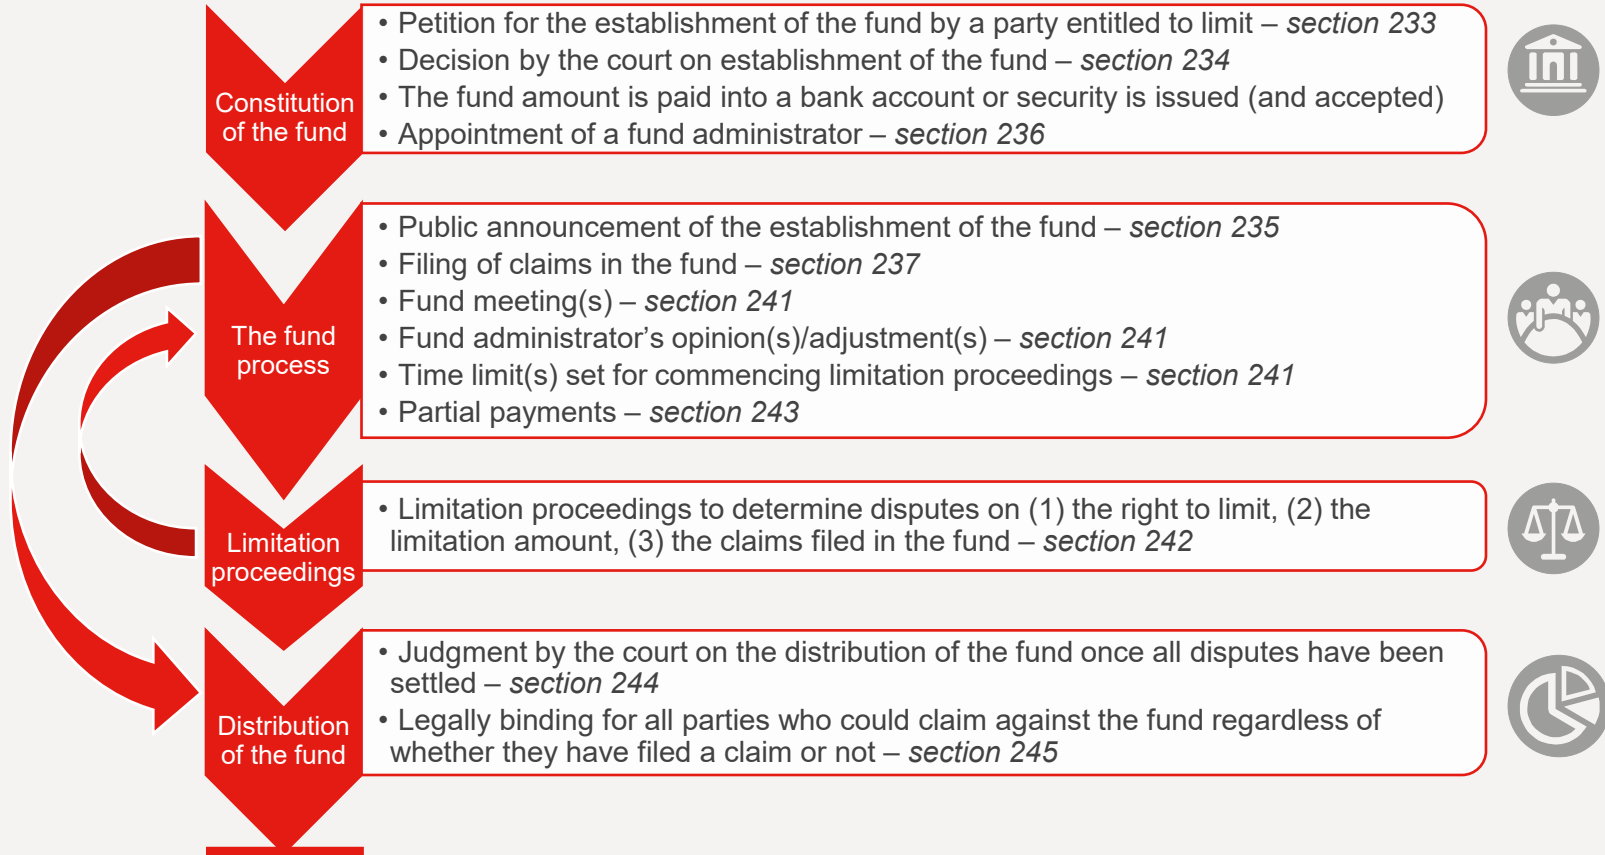 Constitution
of the fund
• Petition for the establishment of the fund by a party entitled to limit – section 233
• Decision by the court on establishment of the fund – section 234
• The fund amount is paid into a bank account or security is issued (and accepted)
• Appointment of a fund administrator – section 236
The fund
process
• Public announcement of the establishment of the fund – section 235
• Filing of claims in the fund – section 237
• Fund meeting(s) – section 241
• Fund administrator’s opinion(s)/adjustment(s) – section 241
• Time limit(s) set for commencing limitation proceedings – section 241
• Partial payments – section 243
Limitation
proceedings
• Limitation proceedings to determine disputes on (1) the right to limit, (2) the
limitation amount, (3) the claims filed in the fund – section 242
Distribution
of the fund
• Judgment by the court on the distribution of the fund once all disputes have been
settled – section 244
• Legally binding for all parties who could claim against the fund regardless of
whether they have filed a claim or not – section 245